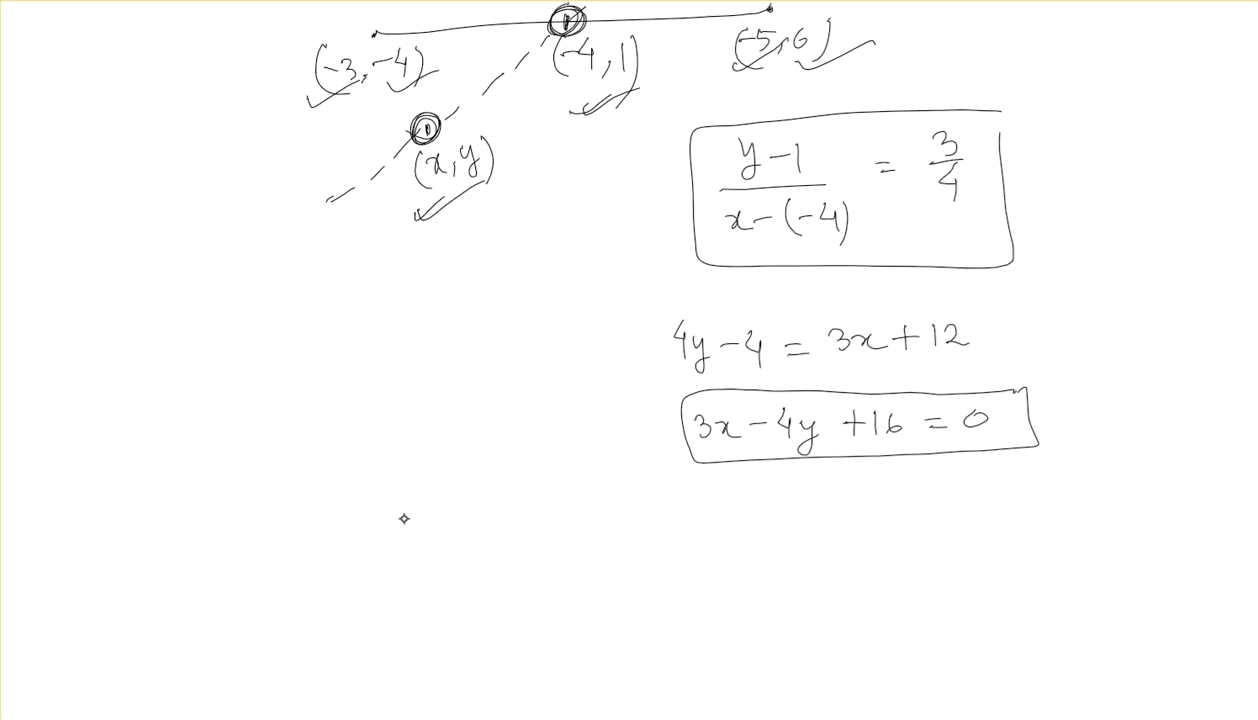 (-3,-4) (-4,1) (-5,6)
(x,y)
y-1 / x-(-4) = 3/4
4y-4 = 3x+12
3x-4y+16 = 0